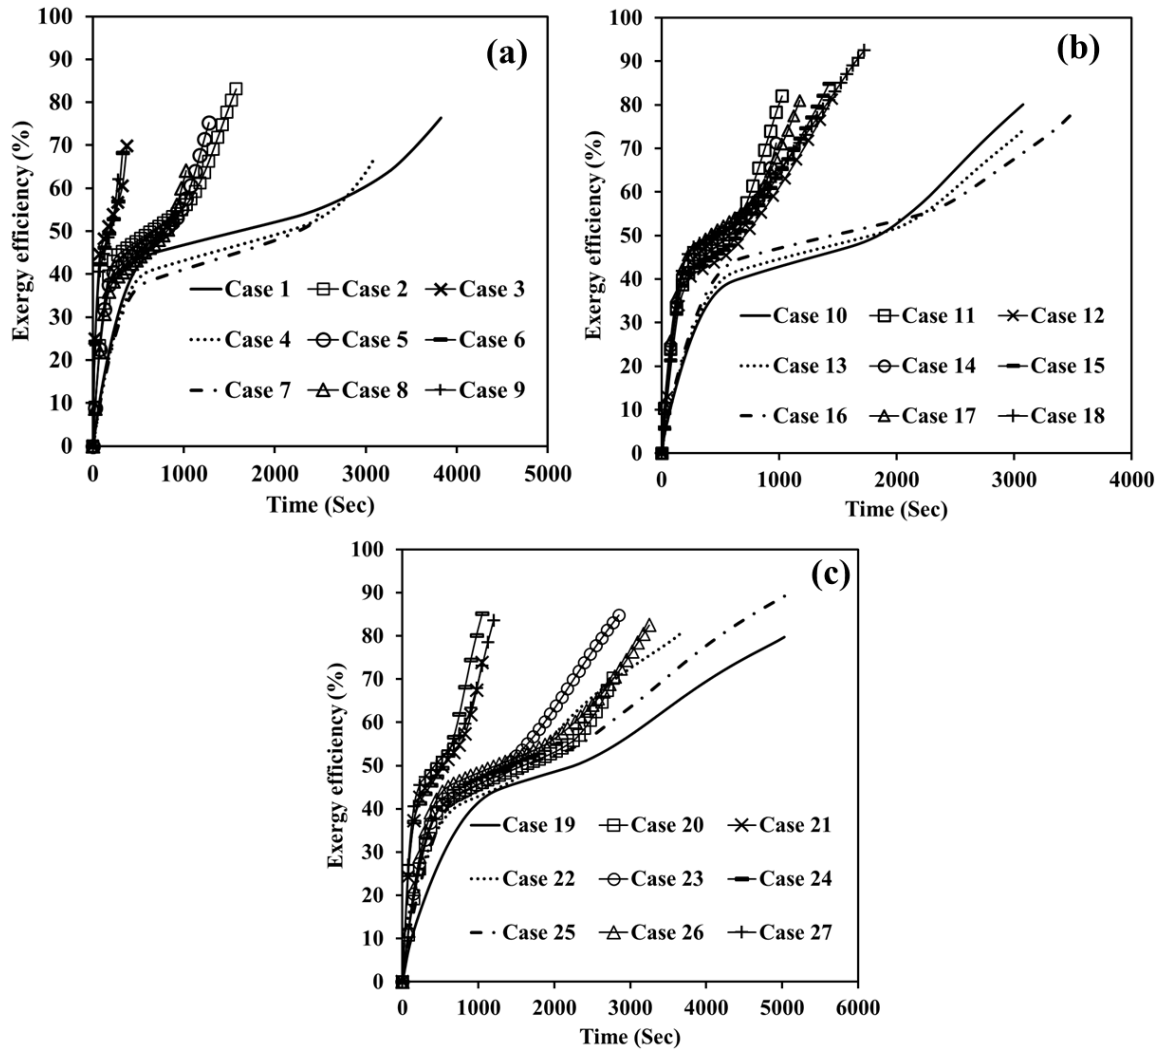 (a)
Exergy efficiency (%)
100
90
80
70
60
50
40
30
20
10
0
Case 1 Case 2 Case 3
Case 4 Case 5 Case 6
Case 7 Case 8 Case 9
0 1000 2000 3000 4000 5000
Time (Sec)
(b)
Exergy efficiency (%)
100
90
80
70
60
50
40
30
20
10
0
Case 10 Case 11 Case 12
Case 13 Case 14 Case 15
Case 16 Case 17 Case 18
0 1000 2000 3000 4000
Time (Sec)
(c)
Exergy efficiency (%)
100
90
80
70
60
50
40
30
20
10
0
Case 19 Case 20 Case 21
Case 22 Case 23 Case 24
Case 25 Case 26 Case 27
0 1000 2000 3000 4000 5000 6000
Time (Sec)